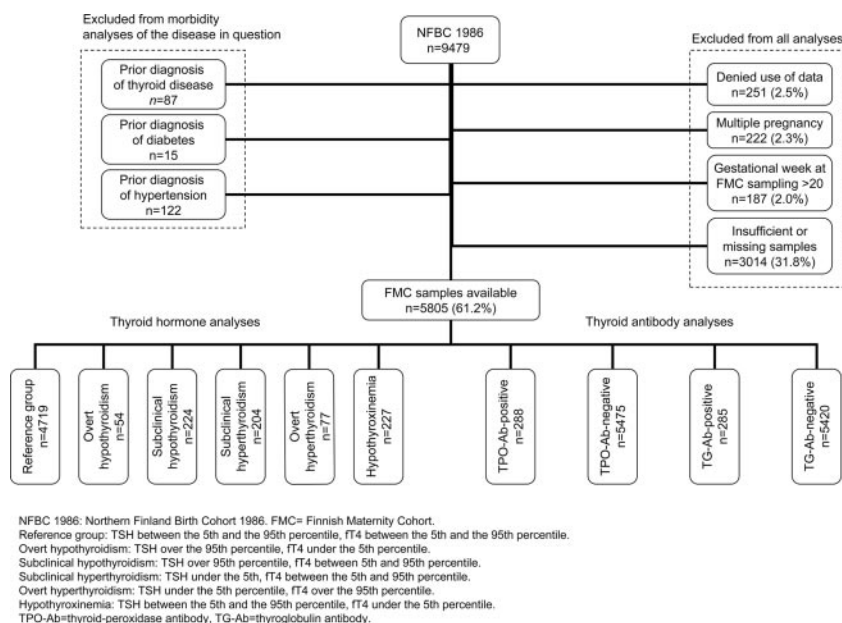 Excluded from morbidity
analyses of the disease in question
NFBC 1986
n=9479
Excluded from all analyses
Prior diagnosis
of thyroid disease
n=87
Prior diagnosis
of diabetes
n=15
Prior diagnosis
of hypertension
n=122
Denied use of data
n=251 (2.5%)
Multiple pregnancy
n=222 (2.3%)
Gestational week at
FMC sampling >20
n=187 (2.0%)
Insufficient or
missing samples
n=3014 (31.8%)
FMC samples available
n=5805 (61.2%)
Thyroid hormone analyses
Thyroid antibody analyses
Reference group
n=4719
Overt
hypothyroidism
n=54
Subclinical
hypothyroidism
n=224
Subclinical
hyperthyroidism
n=204
Overt
hyperthyroidism
n=77
Hypothyroxinemia
n=227
TPO-Ab-positive
n=288
TPO-Ab-negative
n=5475
TG-Ab-positive
n=285
TG-Ab-negative
n=5420
NFBC 1986: Northern Finland Birth Cohort 1986. FMC= Finnish Maternity Cohort.
Reference group: TSH between the 5th and the 95th percentile, fT4 between the 5th and the 95th percentile.
Overt hypothyroidism: TSH over the 95th percentile, fT4 under the 5th percentile.
Subclinical hypothyroidism: TSH over 95th percentile, fT4 between 5th and 95th percentile.
Subclinical hyperthyroidism: TSH under the 5th, fT4 between the 5th and 95th percentile.
Overt hyperthyroidism: TSH under the 5th percentile, fT4 over the 95th percentile.
Hypothyroxinemia: TSH between the 5th and the 95th percentile, fT4 under the 5th percentile.
TPO-Ab=thyroid-peroxidase antibody, TG-Ab=thyroglobulin antibody.